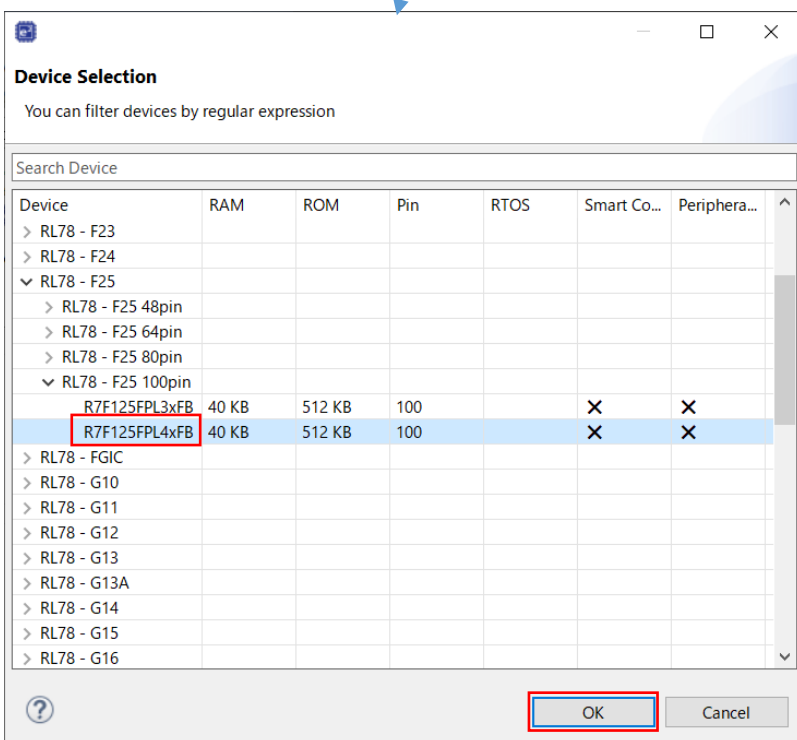 Device Selection
You can filter devices by regular expression
Search Device
Device RAM ROM Pin RTOS Smart Co... Periphera...
RL78 - F23
RL78 - F24
RL78 - F25
RL78 - F25 48pin
RL78 - F25 64pin
RL78 - F25 80pin
RL78 - F25 100pin
R7F125FPL3xFB 40 KB 512 KB 100
R7F125FPL4xFB 40 KB 512 KB 100
RL78 - FGIC
RL78 - G10
RL78 - G11
RL78 - G12
RL78 - G13
RL78 - G13A
RL78 - G14
RL78 - G15
RL78 - G16
OK Cancel